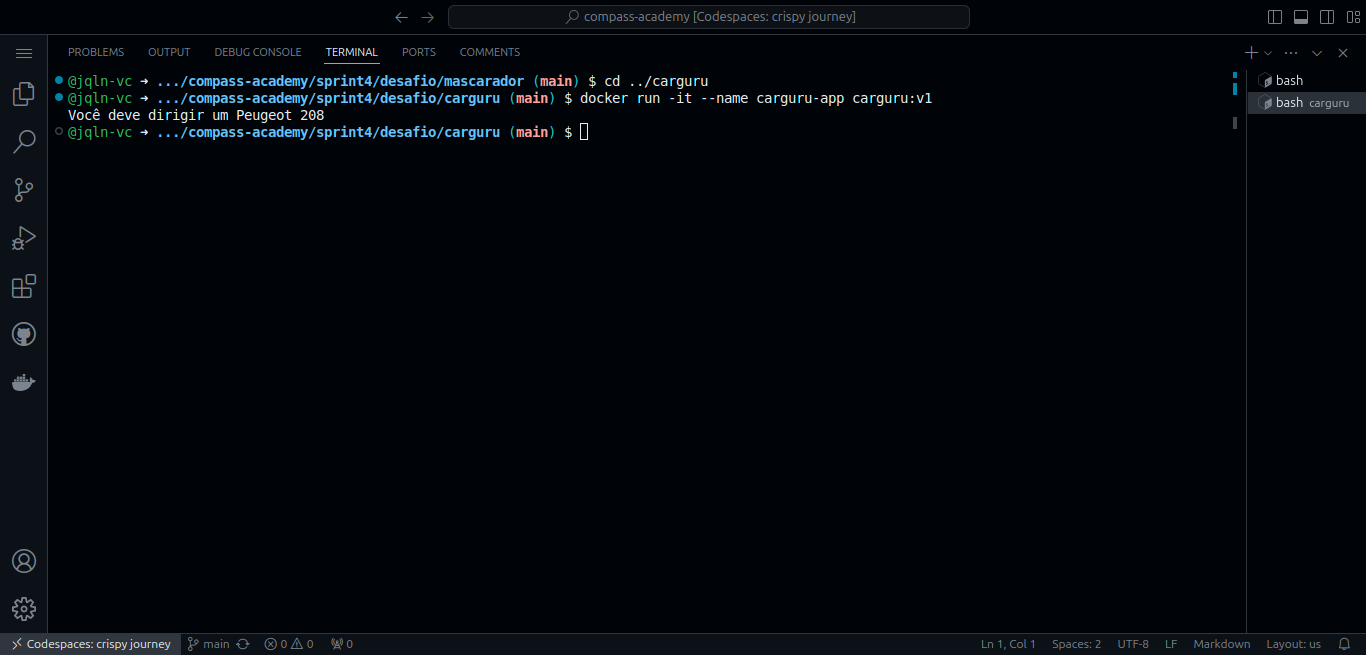 compass-academy [Codespaces: crispy journey]
PROBLEMS OUTPUT DEBUG CONSOLE TERMINAL PORTS COMMENTS
@jqln-vc ➜ .../compass-academy/sprint4/desafio/mascarador (main) $ cd ../carguru
@jqln-vc ➜ .../compass-academy/sprint4/desafio/carguru (main) $ docker run -it --name carguru-app carguru:v1
Você deve dirigir um Peugeot 208
@jqln-vc ➜ .../compass-academy/sprint4/desafio/carguru (main) $
bash
bash carguru
Codespaces: crispy journey main 0 0 0 Ln 1, Col 1 Spaces: 2 UTF-8 LF Markdown Layout: us